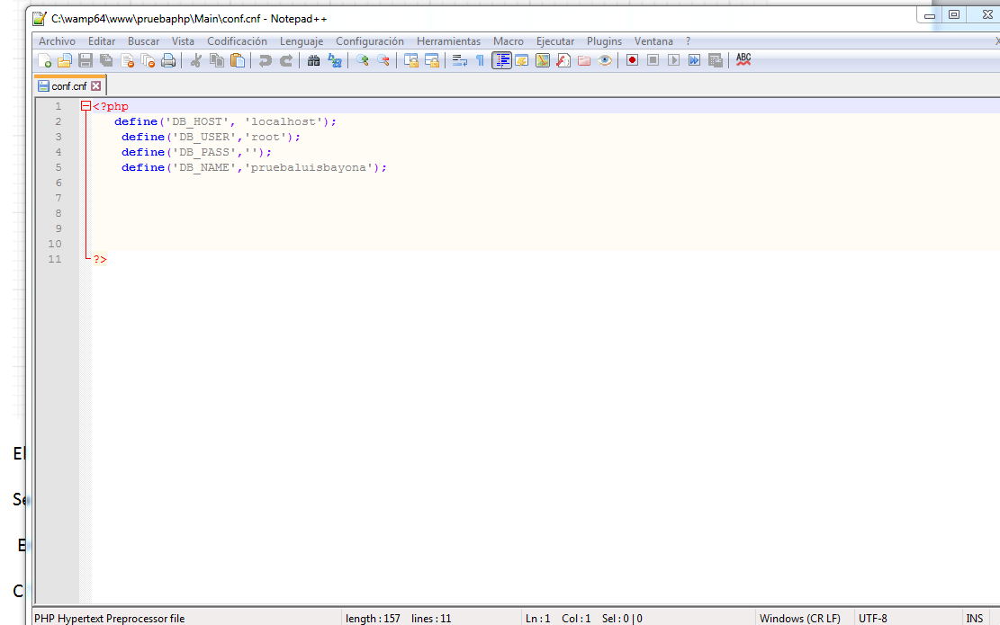 C:\wamp64\www\pruebaphp\Main\conf.cnf - Notepad++
Archivo Editar Buscar Vista Codificación Lenguaje Configuración Herramientas Macro Ejecutar Plugins Ventana ? X
ABC
conf.cnf
1 <?php
2 define('DB_HOST', 'localhost');
3 define('DB_USER','root');
4 define('DB_PASS','');
5 define('DB_NAME','pruebaluisbayona');
6
7
8
9
10
11 ?>
El
Se
E
C
PHP Hypertext Preprocessor file length : 157 lines : 11 Ln : 1 Col : 1 Sel : 0 | 0 Windows (CR LF) UTF-8 INS